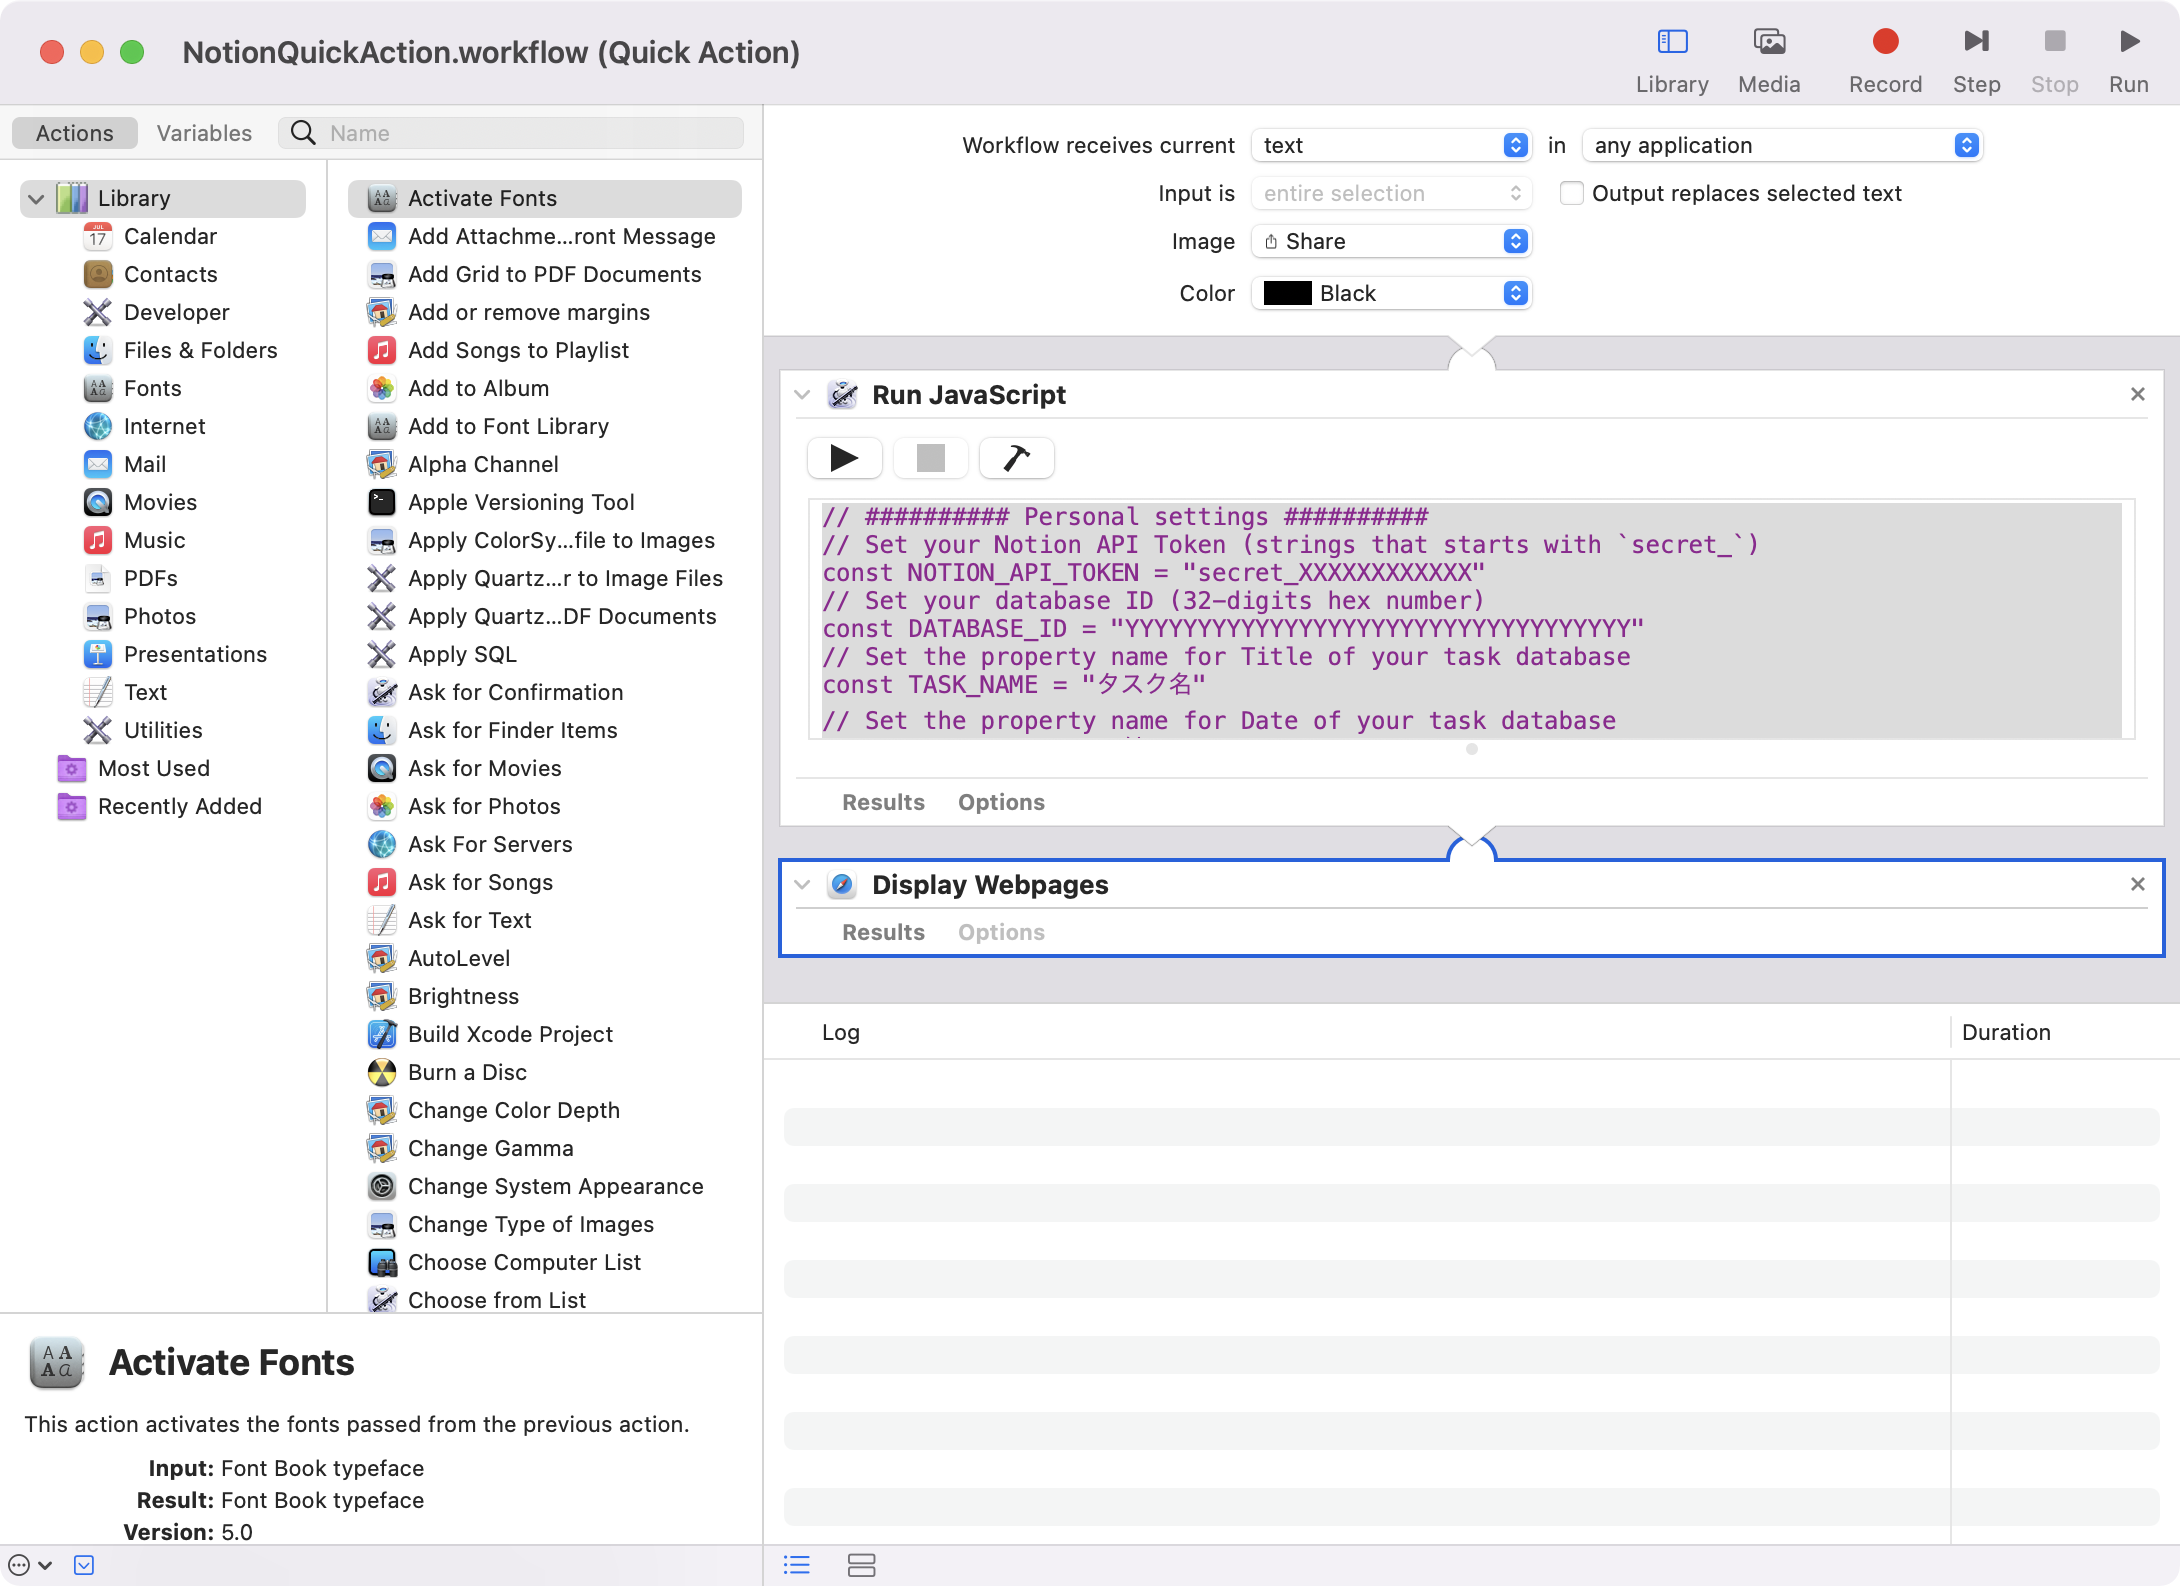 NotionQuickAction.workflow (Quick Action)
Library
Media
Record
Step
Stop
Run
Actions
Variables
Name
Library
Calendar
Contacts
Developer
Files & Folders
Fonts
Internet
Mail
Movies
Music
PDFs
Photos
Presentations
Text
Utilities
Most Used
Recently Added
Activate Fonts
Add Attachme...ront Message
Add Grid to PDF Documents
Add or remove margins
Add Songs to Playlist
Add to Album
Add to Font Library
Alpha Channel
Apple Versioning Tool
Apply ColorSy...file to Images
Apply Quartz...r to Image Files
Apply Quartz...DF Documents
Apply SQL
Ask for Confirmation
Ask for Finder Items
Ask for Movies
Ask for Photos
Ask For Servers
Ask for Songs
Ask for Text
AutoLevel
Brightness
Build Xcode Project
Burn a Disc
Change Color Depth
Change Gamma
Change System Appearance
Change Type of Images
Choose Computer List
Choose from List
Activate Fonts
This action activates the fonts passed from the previous action.
Input: Font Book typeface
Result: Font Book typeface
Version: 5.0
Workflow receives current text in any application
Input is entire selection Output replaces selected text
Image Share
Color Black
Run JavaScript
// ########## Personal settings ##########
// Set your Notion API Token (strings that starts with `secret_`)
const NOTION_API_TOKEN = "secret_XXXXXXXXXXXX"
// Set your database ID (32-digits hex number)
const DATABASE_ID = "YYYYYYYYYYYYYYYYYYYYYYYYYYYYYYYYYYY"
// Set the property name for Title of your task database
const TASK_NAME = "タスク名"
// Set the property name for Date of your task database
Results Options
Display Webpages
Results Options
Log Duration